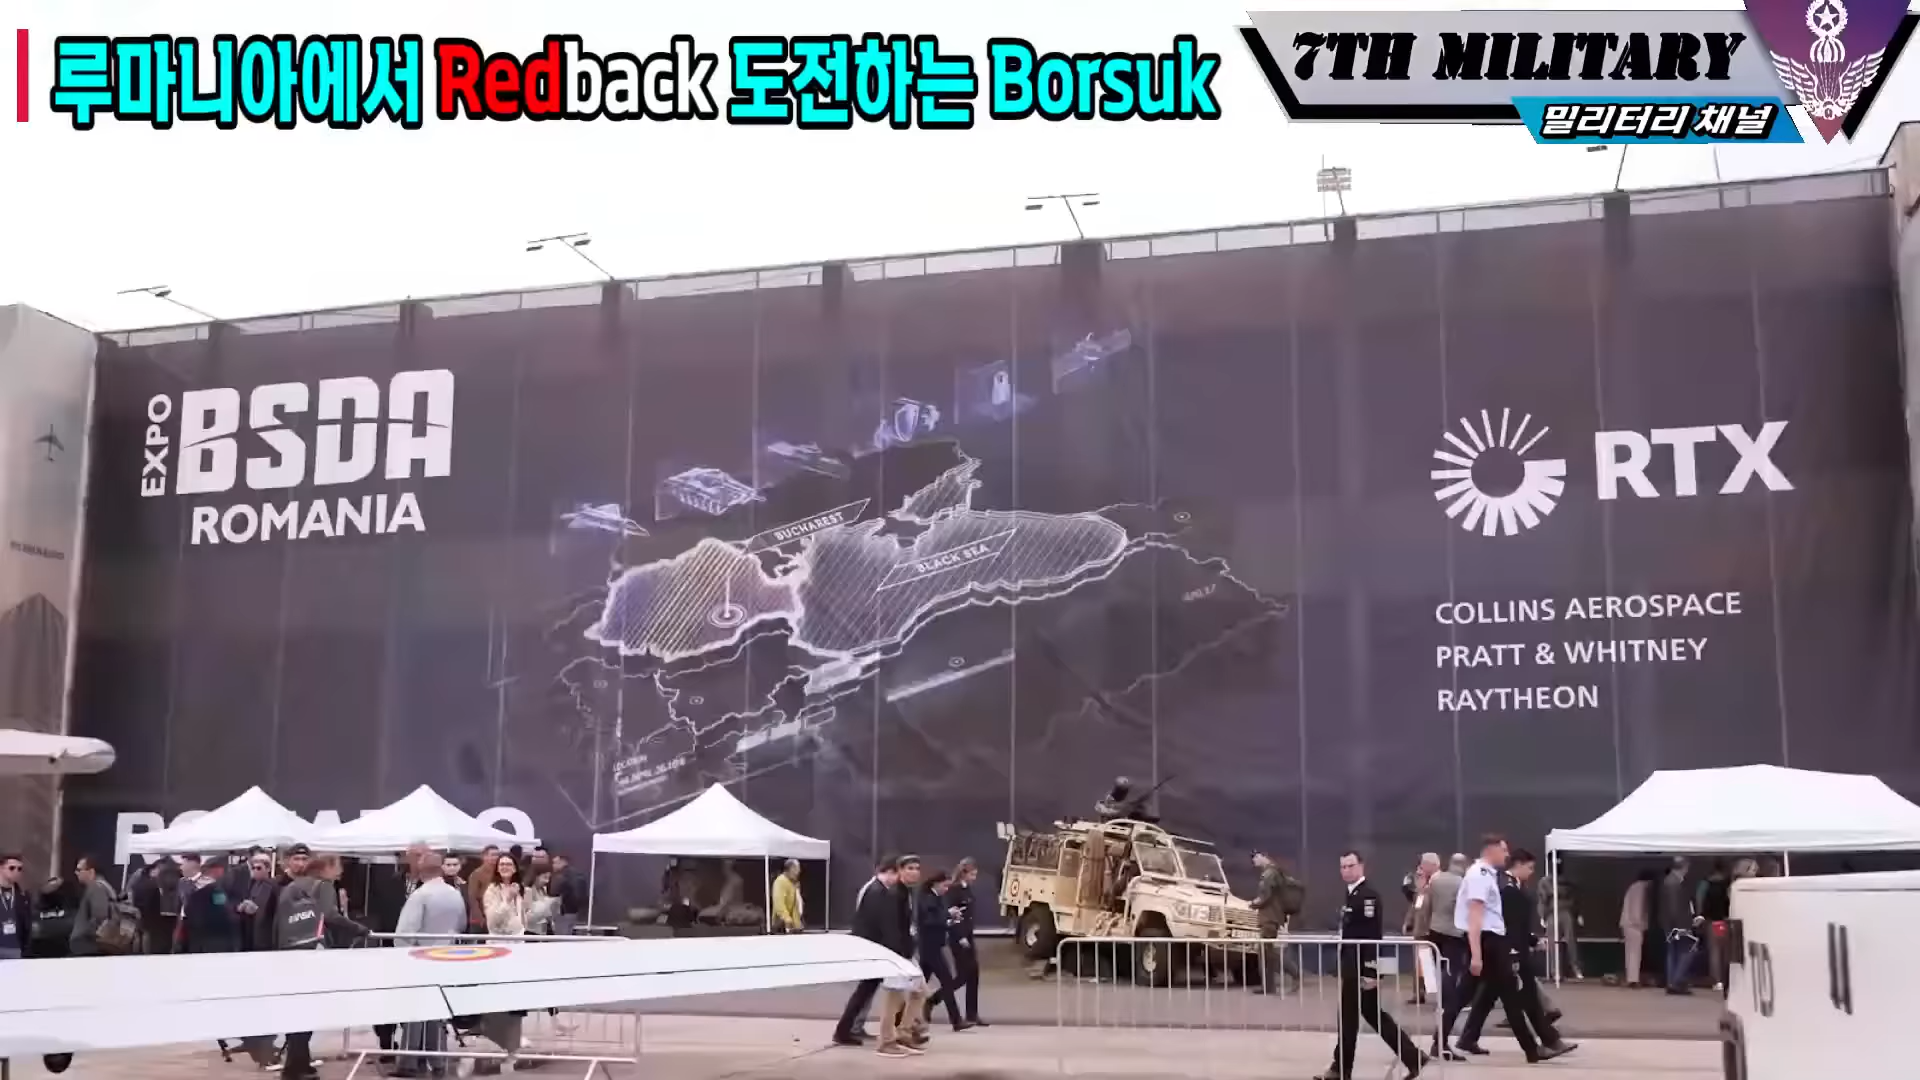 루마니아에서 Redback 도전하는 Borsuk
7TH MILITARY
밀리터리 채널
EXPO
BSDA
ROMANIA
BUCHAREST
BLACK SEA
RTX
COLLINS AEROSPACE
PRATT & WHITNEY
RAYTHEON